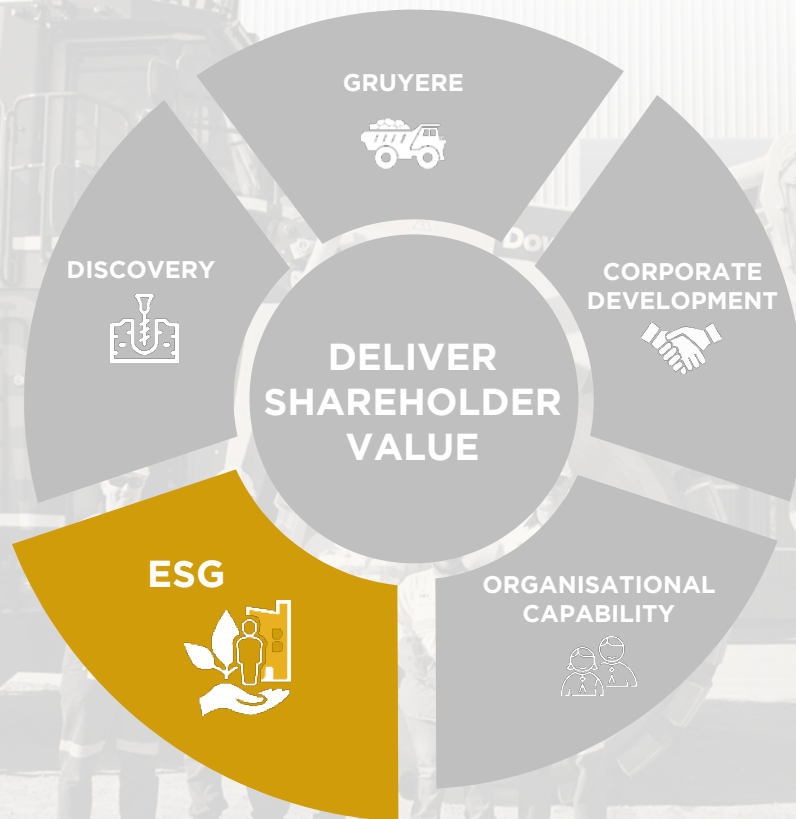 GRUYERE
DISCOVERY
CORPORATE
DEVELOPMENT
DELIVER
SHAREHOLDER
VALUE
ESG
ORGANISATIONAL
CAPABILITY